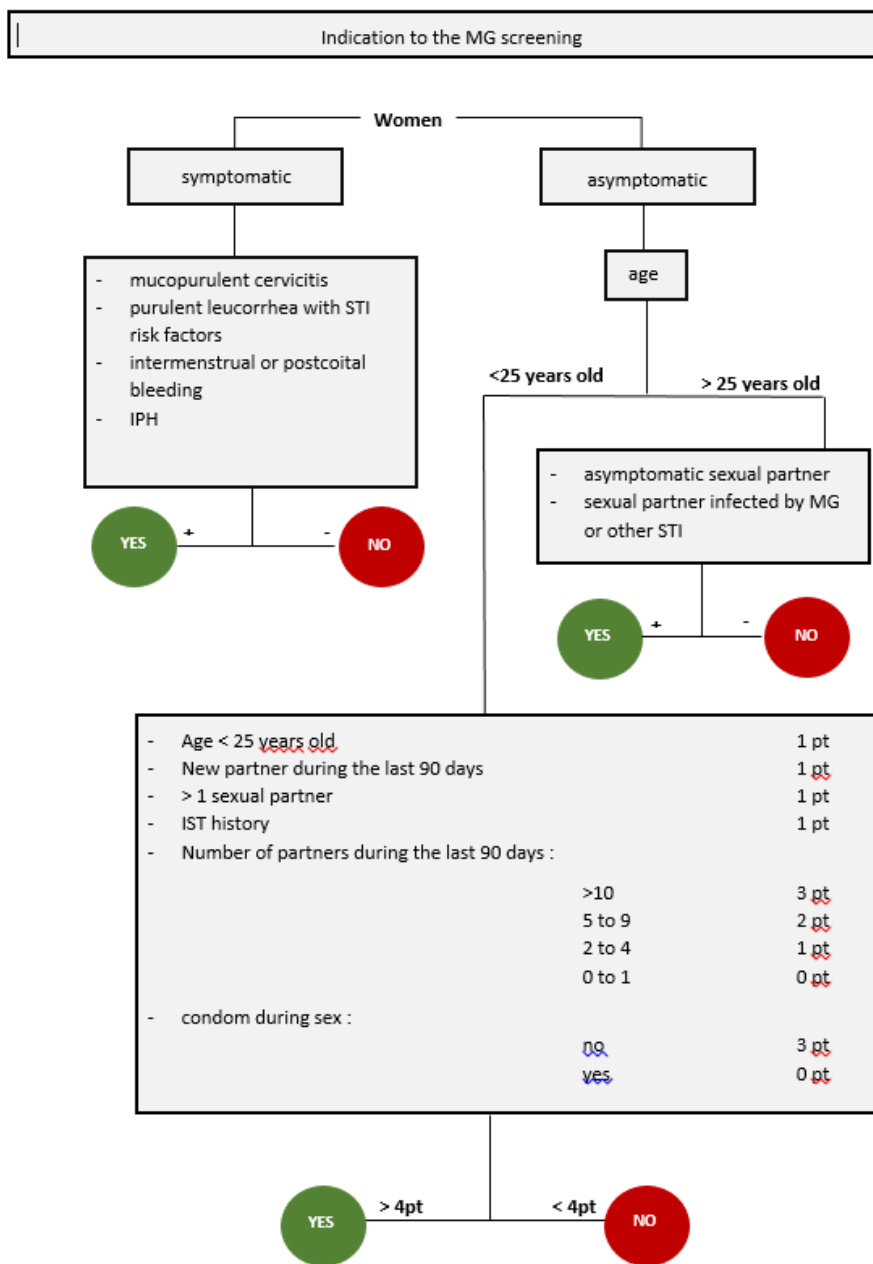 Indication to the MG screening
Women
symptomatic
asymptomatic
- mucopurulent cervicitis
- purulent leucorrhea with STI
risk factors
- intermenstrual or postcoital
bleeding
- IPH
age
<25 years old
> 25 years old
YES + - NO
- asymptomatic sexual partner
- sexual partner infected by MG
or other STI
YES + - NO
- Age < 25 years old 1 pt
- New partner during the last 90 days 1 pt
- > 1 sexual partner 1 pt
- IST history 1 pt
- Number of partners during the last 90 days :
>10 3 pt
5 to 9 2 pt
2 to 4 1 pt
0 to 1 0 pt
- condom during sex :
no 3 pt
yes 0 pt
YES > 4pt < 4pt NO